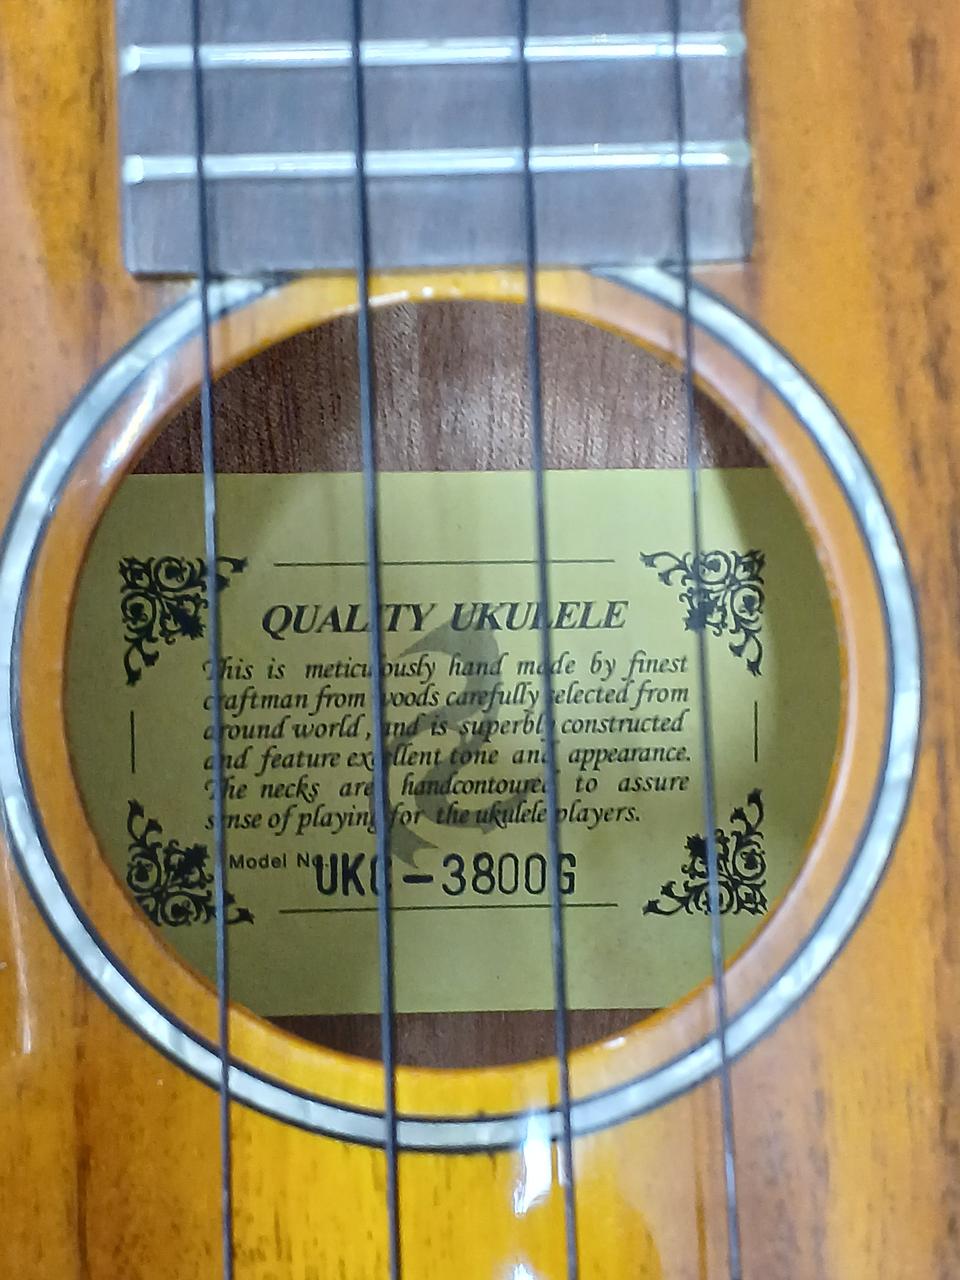 QUALITY UKULELE
This is meticulously hand made by finest
craftman from woods carefully selected from
around world , and is superbly constructed
and feature excellent tone and appearance.
The necks are handcontoured to assure
sense of playing for the ukulele players.
Model No. UKC-3800G